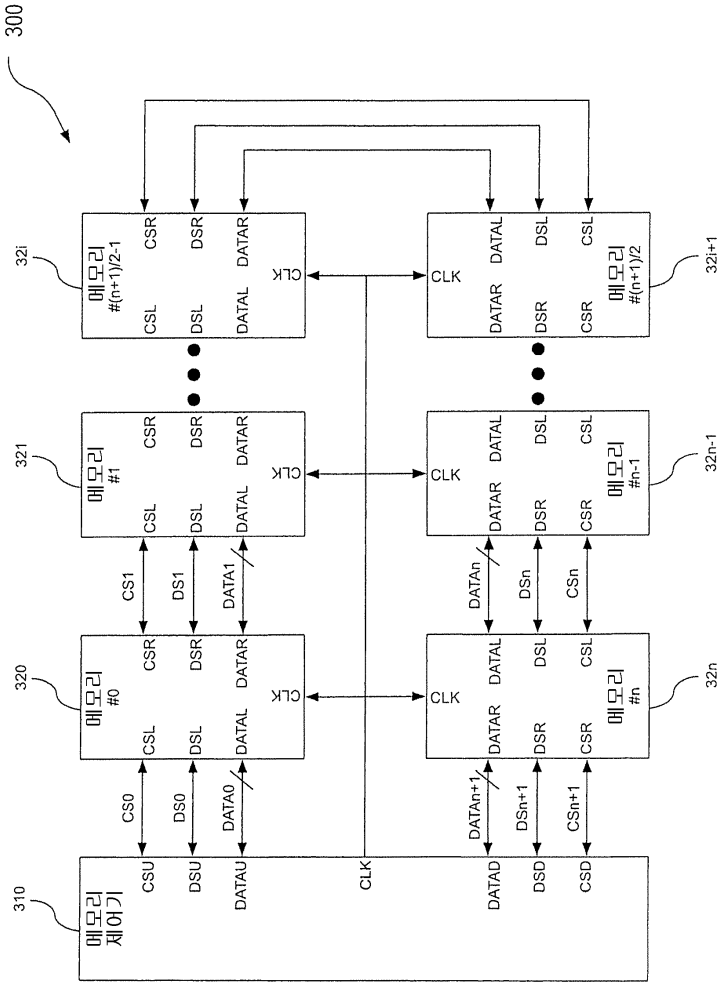 300
310
메모리
제어기
CSU
DSU
DATAU
CLK
DATAD
DSD
CSD
CS0
DS0
DATA0
320
메모리
#0
CSL
CSR
DSL
DSR
DATAL
DATAR
CLK
CS1
DS1
DATA1
321
메모리
#1
CSL
CSR
DSL
DSR
DATAL
DATAR
CLK
32i
메모리
#(n+1)/2-1
CSL
CSR
DSL
DSR
DATAL
DATAR
CLK
DATAn+1
DSn+1
CSn+1
CLK
DATAR
DATAL
DSR
DSL
CSR
CSL
메모리
#n
32n
DATAn
DSn
CSn
CLK
DATAR
DATAL
DSR
DSL
CSR
CSL
메모리
#n-1
32n-1
CLK
DATAR
DATAL
DSR
DSL
CSR
CSL
메모리
#(n+1)/2
32i+1